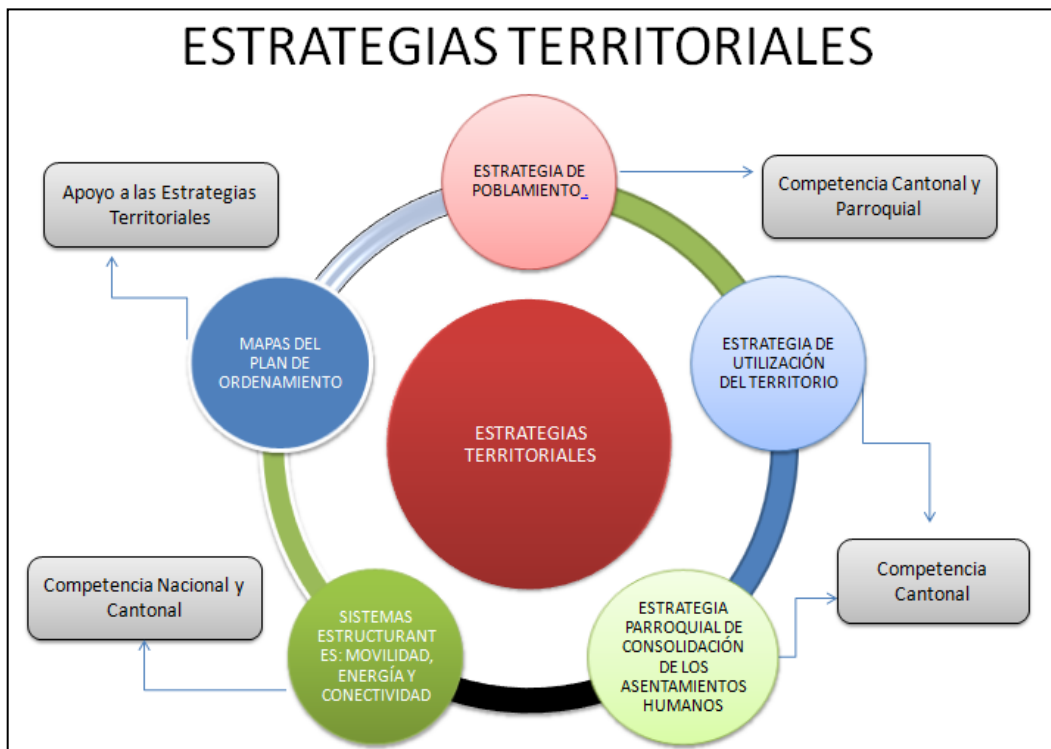 ESTRATEGIAS TERRITORIALES
ESTRATEGIA DE
POBLAMIENTO .
Competencia Cantonal y
Parroquial
Apoyo a las Estrategias
Territoriales
MAPAS DEL
PLAN DE
ORDENAMIENTO
ESTRATEGIA DE
UTILIZACIÓN
DEL TERRITORIO
ESTRATEGIAS
TERRITORIALES
Competencia Nacional y
Cantonal
Competencia
Cantonal
SISTEMAS
ESTRUCTURANT
ES: MOVILIDAD,
ENERGÍA Y
CONECTIVIDAD
ESTRATEGIA
PARROQUIAL DE
CONSOLIDACIÓN
DE LOS
ASENTAMIENTOS
HUMANOS